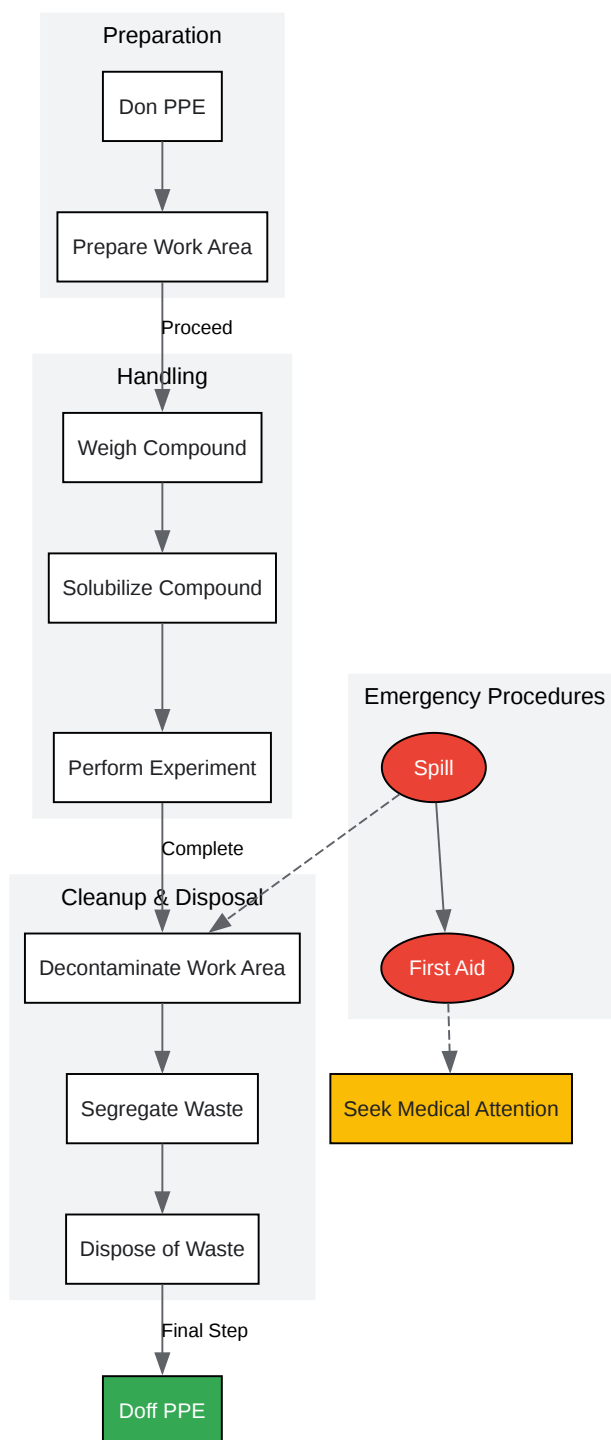 Preparation
Don PPE
Prepare Work Area
Proceed
Handling
Weigh Compound
Solubilize Compound
Perform Experiment
Complete
Emergency Procedures
Spill
First Aid
Seek Medical Attention
Cleanup & Disposal
Decontaminate Work Area
Segregate Waste
Dispose of Waste
Final Step
Doff PPE